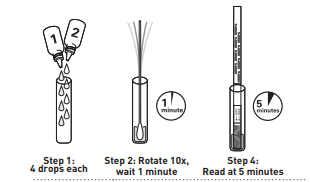 1 2
1
minute
5
minutes
Step 1:
4 drops each
Step 2: Rotate 10x,
wait 1 minute
Step 4:
Read at 5 minutes